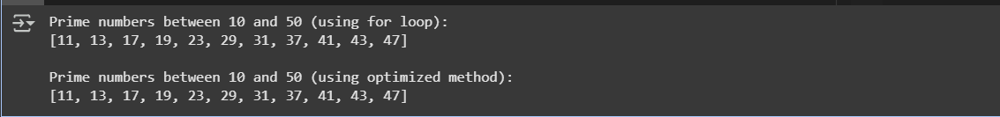 Prime numbers between 10 and 50 (using for loop):
[11, 13, 17, 19, 23, 29, 31, 37, 41, 43, 47]
Prime numbers between 10 and 50 (using optimized method):
[11, 13, 17, 19, 23, 29, 31, 37, 41, 43, 47]